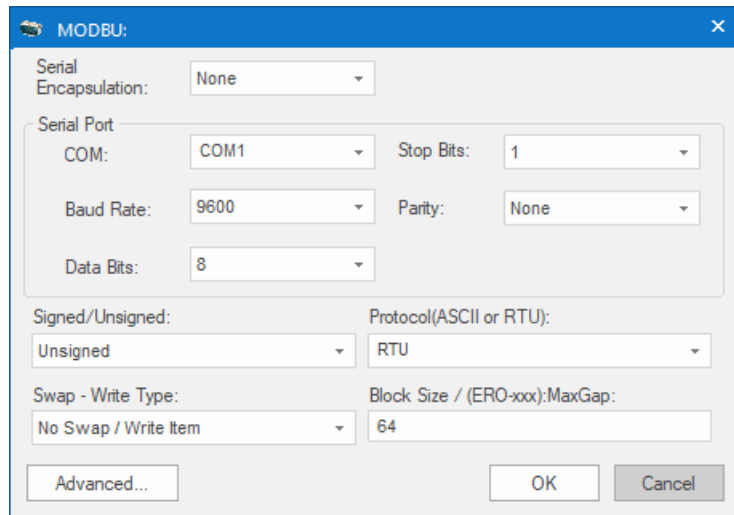 MODBU:
Serial
Encapsulation:
None
Serial Port
COM:
COM1
Stop Bits:
1
Baud Rate:
9600
Parity:
None
Data Bits:
8
Signed/Unsigned:
Protocol(ASCII or RTU):
Unsigned
RTU
Swap - Write Type:
Block Size / (ERO-xxx):MaxGap:
No Swap / Write Item
64
Advanced...
OK
Cancel